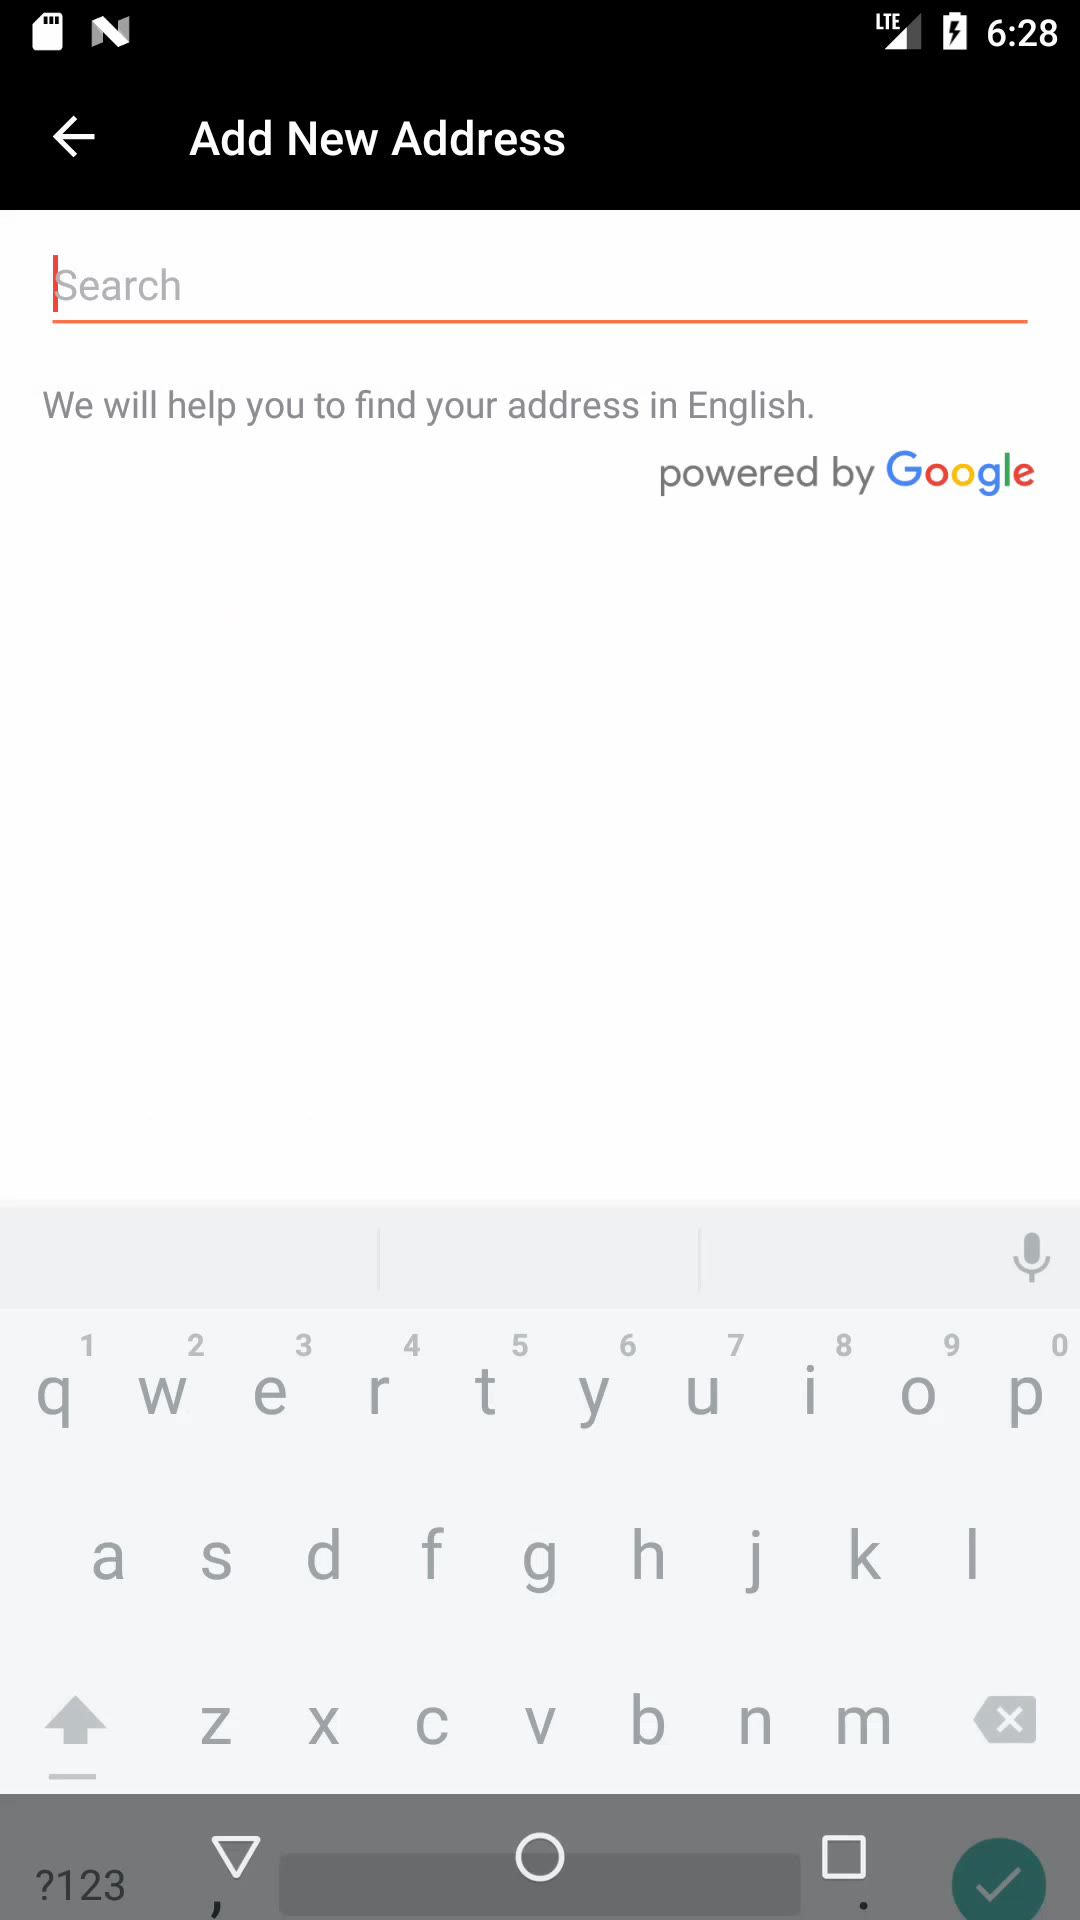 LTE 6:28
Add New Address
Search
We will help you to find your address in English.
powered by Google
1 2 3 4 5 6 7 8 9 0
q w e r t y u i o p
a s d f g h j k l
z x c v b n m
?123 , .